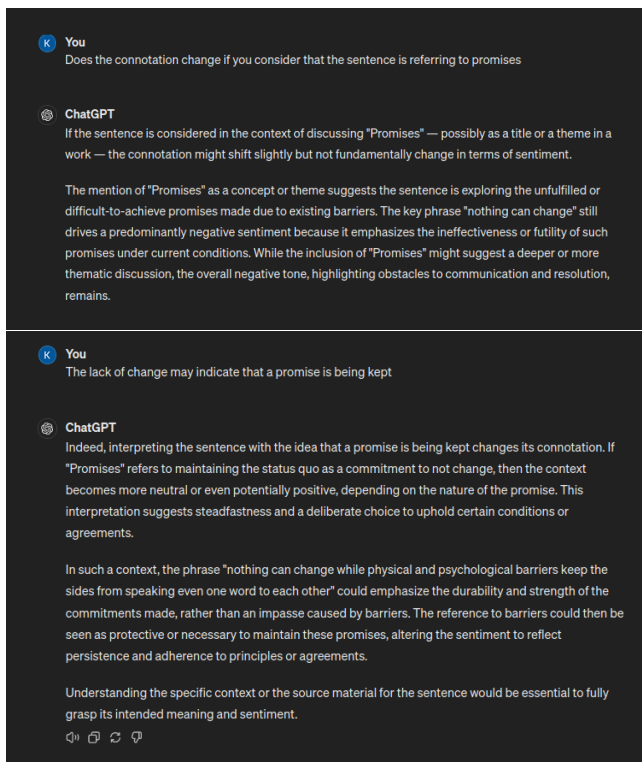 K You
Does the connotation change if you consider that the sentence is referring to promises
ChatGPT
If the sentence is considered in the context of discussing "Promises" — possibly as a title or a theme in a
work — the connotation might shift slightly but not fundamentally change in terms of sentiment.
The mention of "Promises" as a concept or theme suggests the sentence is exploring the unfulfilled or
difficult-to-achieve promises made due to existing barriers. The key phrase "nothing can change" still
drives a predominantly negative sentiment because it emphasizes the ineffectiveness or futility of such
promises under current conditions. While the inclusion of "Promises" might suggest a deeper or more
thematic discussion, the overall negative tone, highlighting obstacles to communication and resolution,
remains.
K You
The lack of change may indicate that a promise is being kept
ChatGPT
Indeed, interpreting the sentence with the idea that a promise is being kept changes its connotation. If
"Promises" refers to maintaining the status quo as a commitment to not change, then the context
becomes more neutral or even potentially positive, depending on the nature of the promise. This
interpretation suggests steadfastness and a deliberate choice to uphold certain conditions or
agreements.
In such a context, the phrase "nothing can change while physical and psychological barriers keep the
sides from speaking even one word to each other" could emphasize the durability and strength of the
commitments made, rather than an impasse caused by barriers. The reference to barriers could then be
seen as protective or necessary to maintain these promises, altering the sentiment to reflect
persistence and adherence to principles or agreements.
Understanding the specific context or the source material for the sentence would be essential to fully
grasp its intended meaning and sentiment.